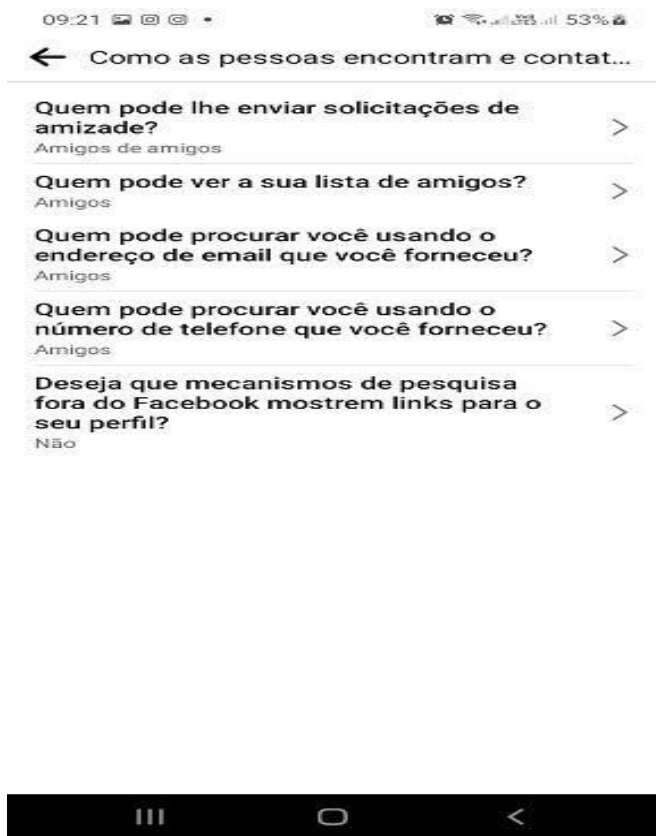 09:21
53%
Como as pessoas encontram e contat...
Quem pode lhe enviar solicitações de
amizade?
Amigos de amigos
Quem pode ver a sua lista de amigos?
Amigos
Quem pode procurar você usando o
endereço de email que você forneceu?
Amigos
Quem pode procurar você usando o
número de telefone que você forneceu?
Amigos
Deseja que mecanismos de pesquisa
fora do Facebook mostrem links para o
seu perfil?
Não